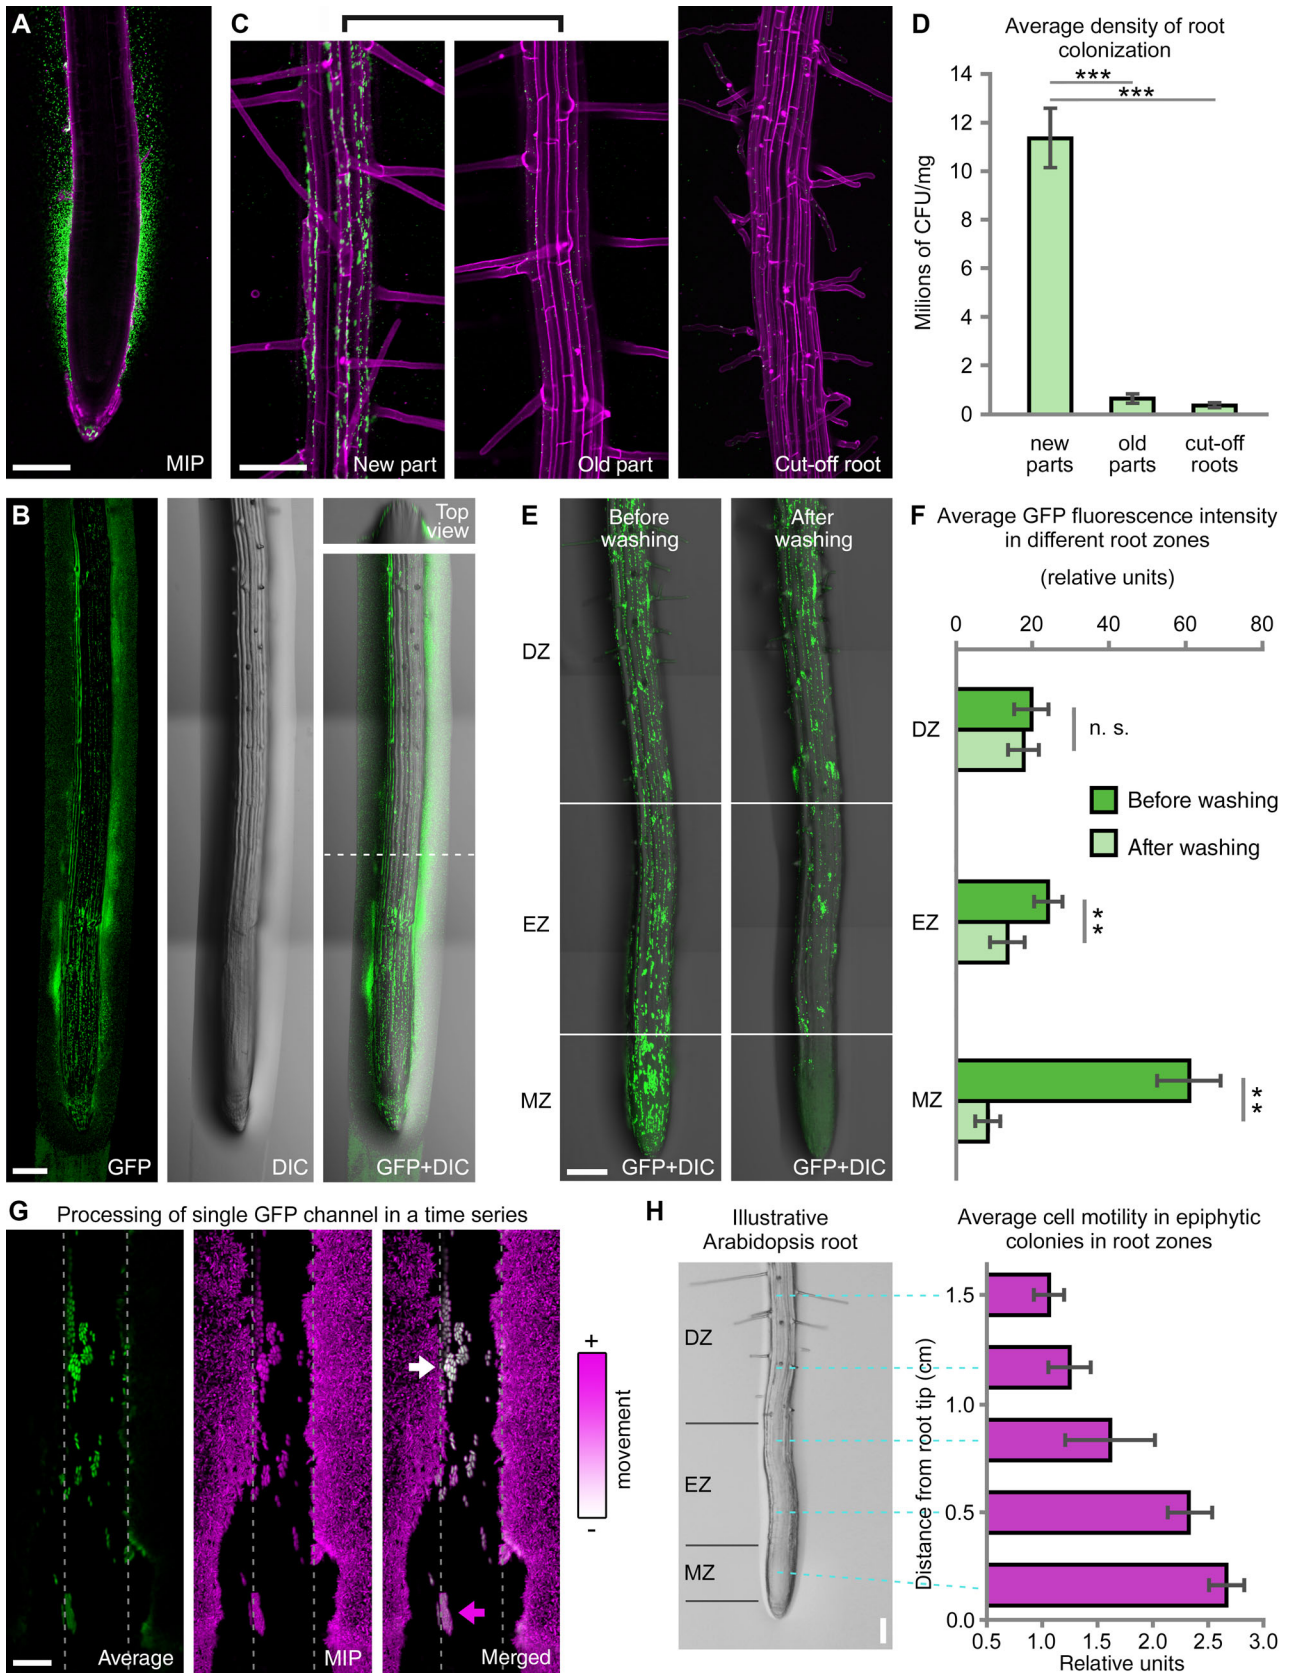 A
MIP
C
New part
Old part
Cut-off root
D
Average density of root
colonization
***
***
Milions of CFU/mg
14
12
10
8
6
4
2
0
new
parts
old
parts
cut-off
roots
B
GFP
DIC
Top
view
GFP+DIC
E
Before
washing
After
washing
DZ
EZ
MZ
GFP+DIC
GFP+DIC
F
Average GFP fluorescence intensity
in different root zones
(relative units)
0 20 40 60 80
DZ
n. s.
Before washing
After washing
EZ
**
MZ
**
G
Processing of single GFP channel in a time series
Average
MIP
Merged
+
movement
-
H
Illustrative
Arabidopsis root
DZ
EZ
MZ
Average cell motility in epiphytic
colonies in root zones
Distance from root tip (cm)
1.5
1.0
0.5
0.0
0.5 1.0 1.5 2.0 2.5 3.0
Relative units